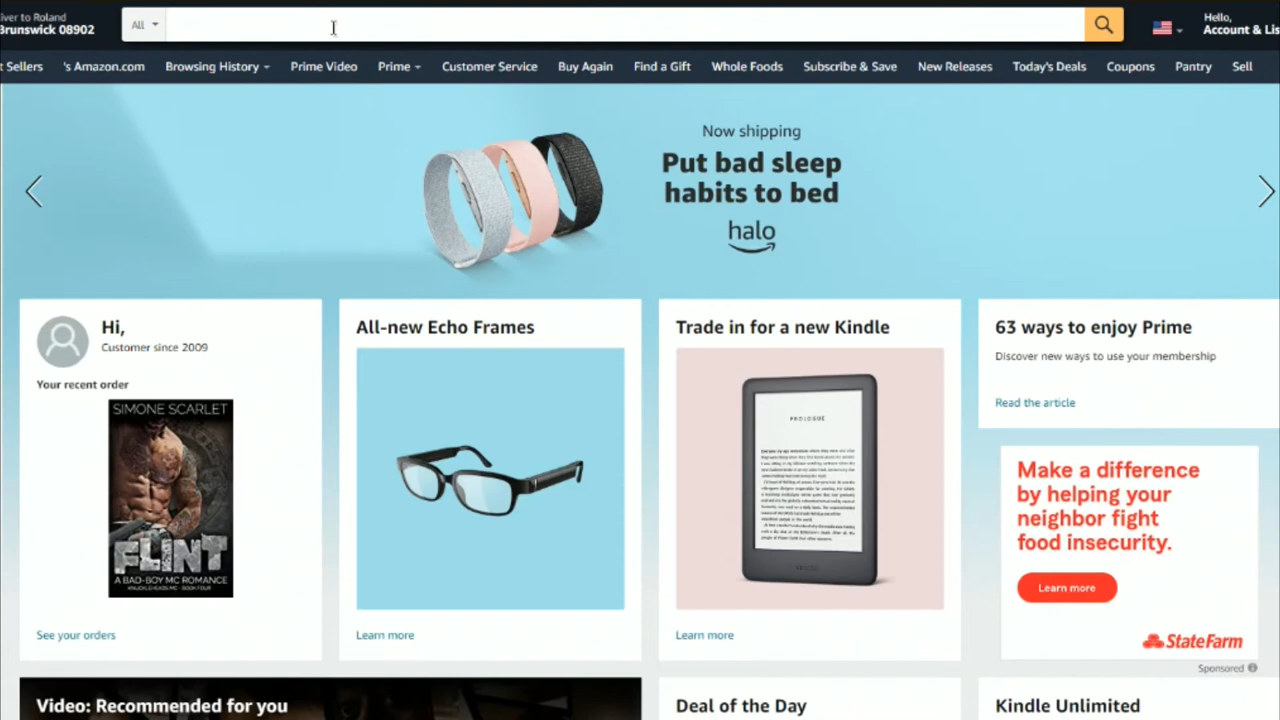 iver to Roland
Brunswick 08902
All
Hello,
Account & Lis
t Sellers
's Amazon.com
Browsing History
Prime Video
Prime
Customer Service
Buy Again
Find a Gift
Whole Foods
Subscribe & Save
New Releases
Today's Deals
Coupons
Pantry
Sell
Now shipping
Put bad sleep
habits to bed
halo
Hi,
Customer since 2009
Your recent order
SIMONE SCARLET
FLINT
A BAD-BOY MC ROMANCE
KNUCKLEHEADS MC - BOOK FOUR
See your orders
All-new Echo Frames
Learn more
Trade in for a new Kindle
PROLOGUE
Learn more
63 ways to enjoy Prime
Discover new ways to use your membership
Read the article
Make a difference
by helping your
neighbor fight
food insecurity.
Learn more
StateFarm
Sponsored
Video: Recommended for you
Deal of the Day
Kindle Unlimited